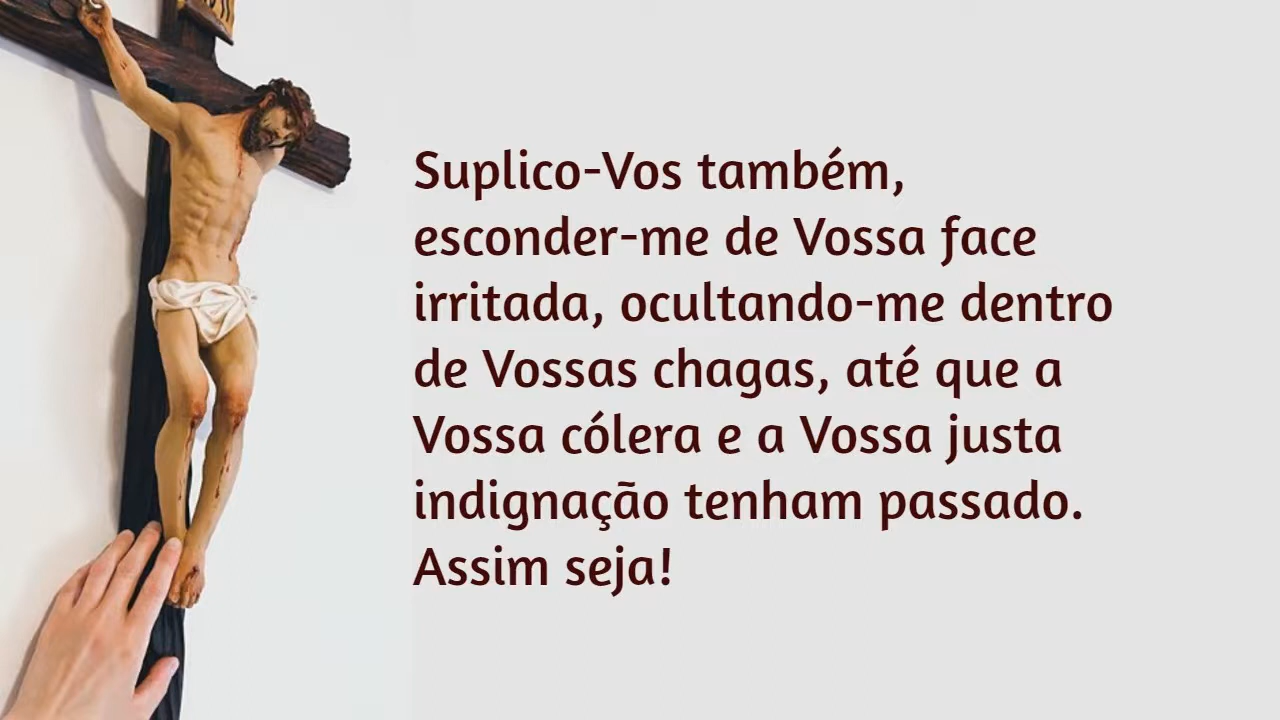 Suplico-Vos também,
esconder-me de Vossa face
irritada, ocultando-me dentro
de Vossas chagas, até que a
Vossa cólera e a Vossa justa
indignação tenham passado.
Assim seja!